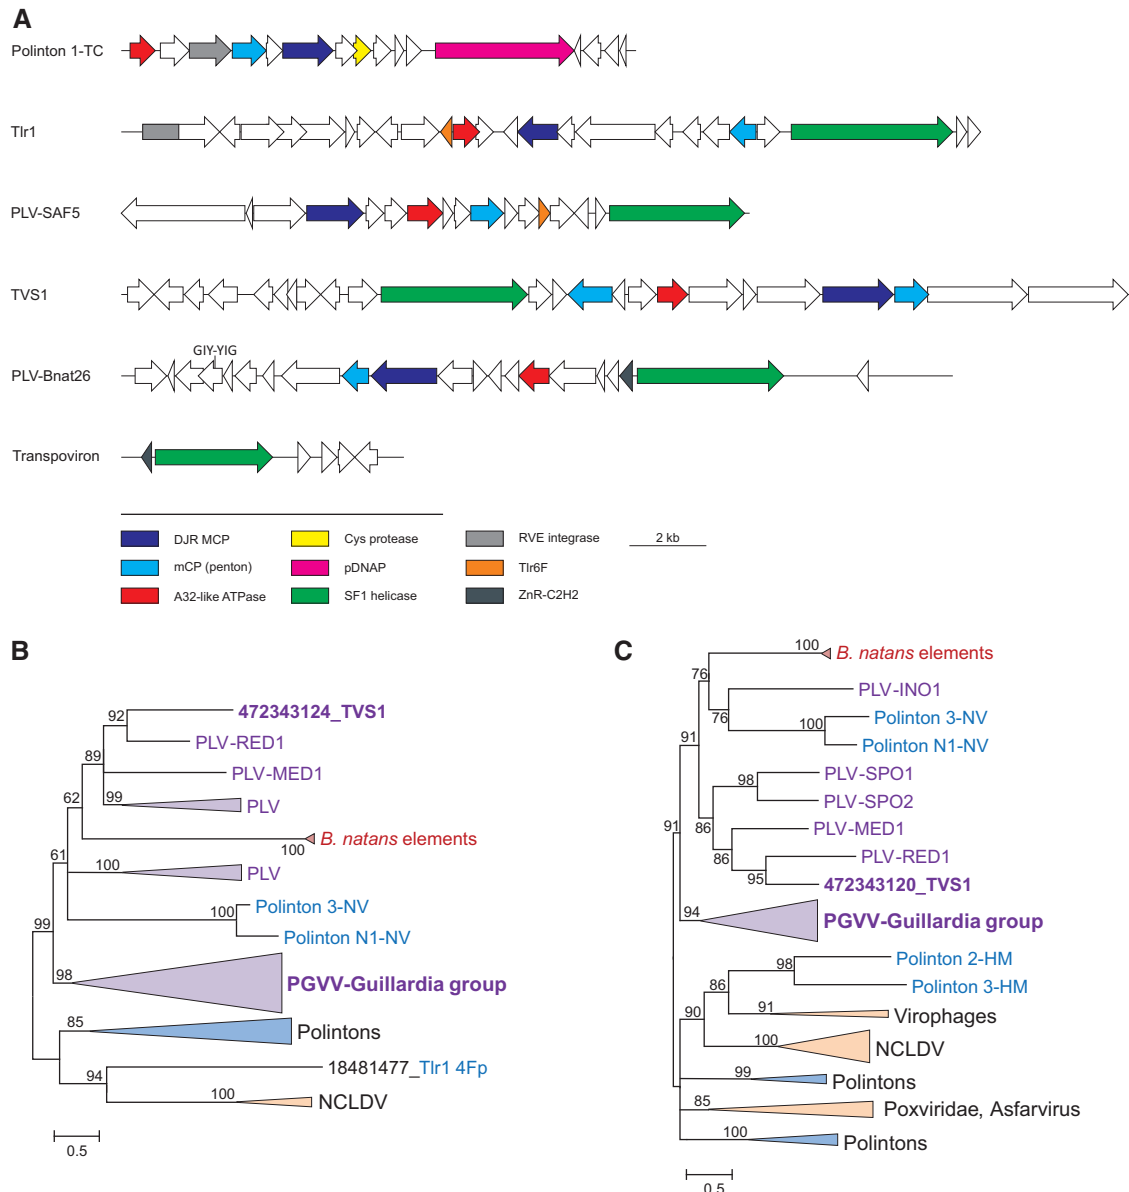 A
Polinton 1-TC
Tlr1
PLV-SAF5
TVS1
GIY-YIG
PLV-Bnat26
Transpoviron
DJR MCP
Cys protease
RVE integrase
2 kb
mCP (penton)
pDNAP
Tlr6F
A32-like ATPase
SF1 helicase
ZnR-C2H2
B
92
472343124_TVS1
PLV-RED1
89
PLV-MED1
62
99
PLV
B. natans elements
100
61
100
PLV
100
Polinton 3-NV
99
Polinton N1-NV
98
PGVV-Guillardia group
85
Polintons
94
18481477_Tlr1 4Fp
100
NCLDV
0.5
C
100
B. natans elements
76
PLV-INO1
76
100
Polinton 3-NV
91
Polinton N1-NV
98
PLV-SPO1
PLV-SPO2
91
86
PLV-MED1
86
PLV-RED1
95
472343120_TVS1
94
PGVV-Guillardia group
98
Polinton 2-HM
86
Polinton 3-HM
90
91
Virophages
100
NCLDV
99
Polintons
85
Poxviridae, Asfarvirus
100
Polintons
0.5